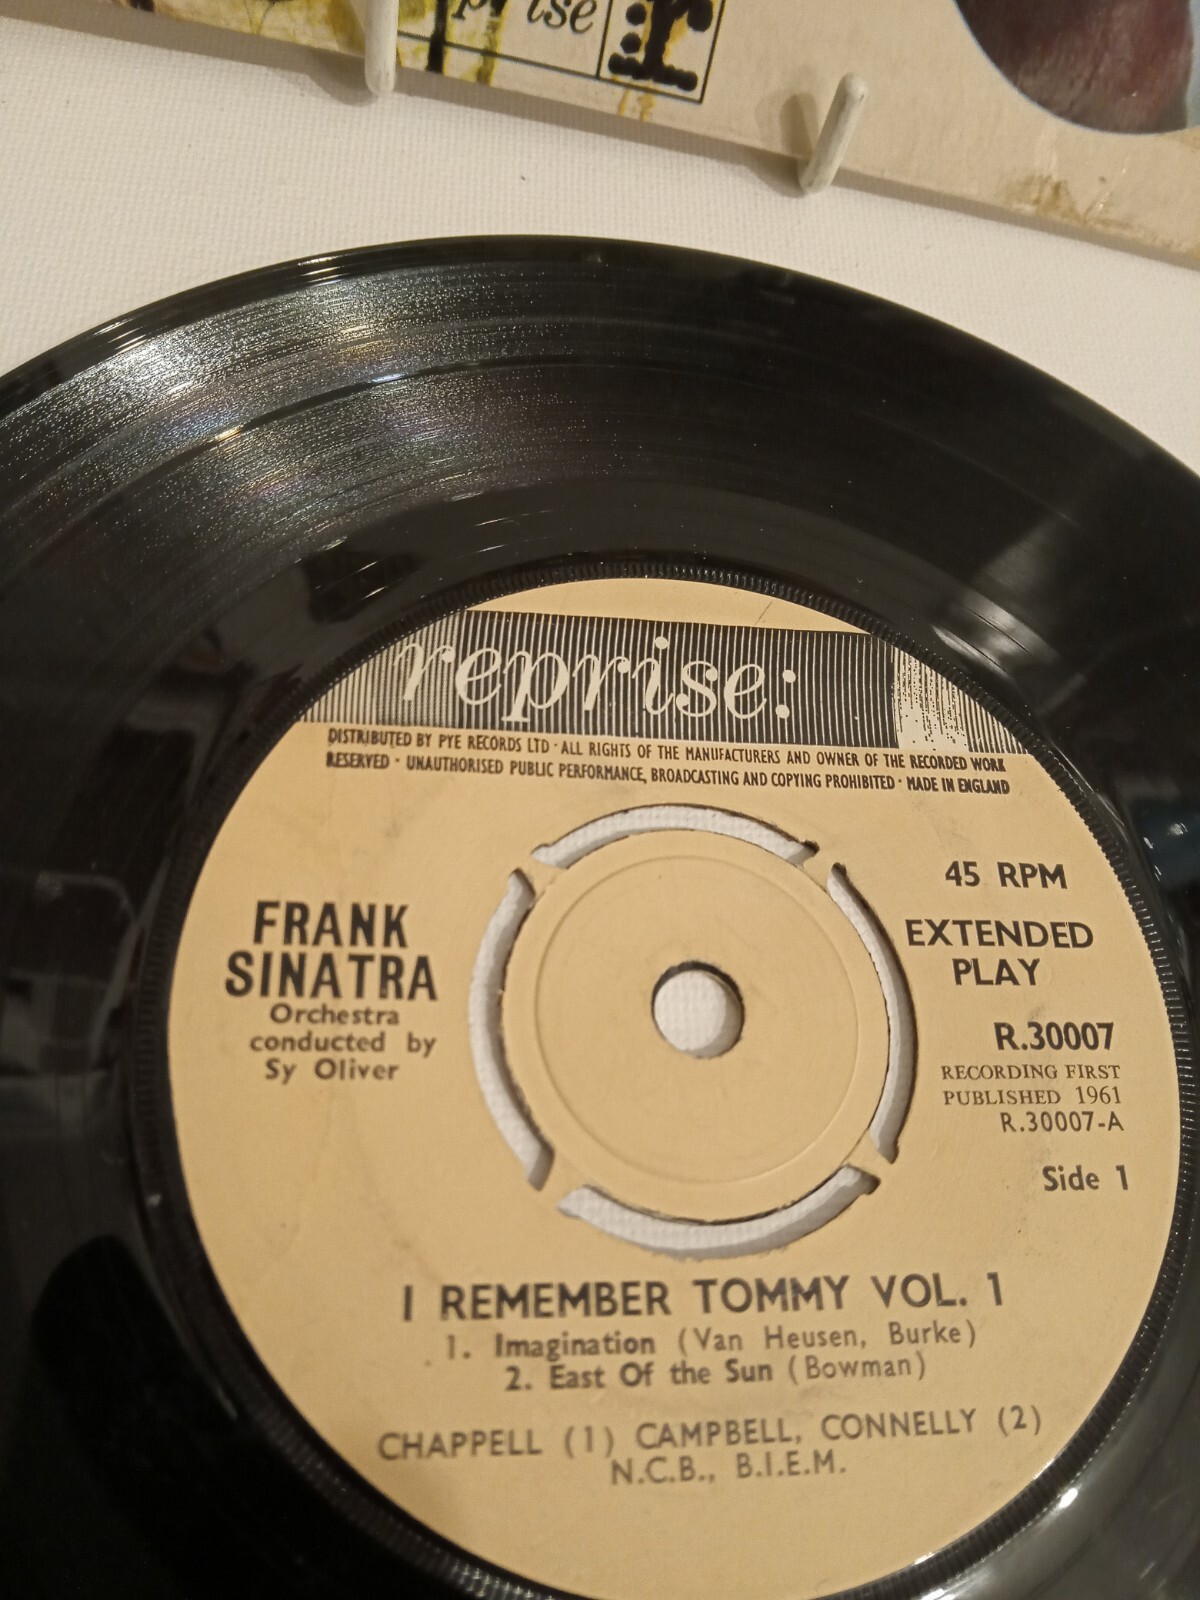 prise r
reprise:
DISTRIBUTED BY PYE RECORDS LTD · ALL RIGHTS OF THE MANUFACTURERS AND OWNER OF THE RECORDED WORK
RESERVED · UNAUTHORISED PUBLIC PERFORMANCE, BROADCASTING AND COPYING PROHIBITED · MADE IN ENGLAND
45 RPM
EXTENDED
PLAY
FRANK
SINATRA
Orchestra
conducted by
Sy Oliver
R.30007
RECORDING FIRST
PUBLISHED 1961
R.30007-A
Side 1
I REMEMBER TOMMY VOL. 1
1. Imagination (Van Heusen, Burke)
2. East Of the Sun (Bowman)
CHAPPELL (1) CAMPBELL, CONNELLY (2)
N.C.B., B.I.E.M.